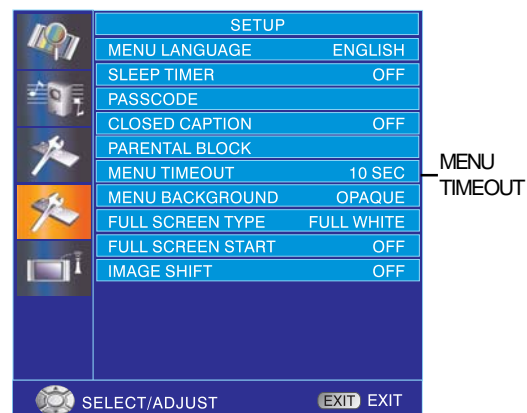 SETUP
MENU LANGUAGE ENGLISH
SLEEP TIMER OFF
PASSCODE
CLOSED CAPTION OFF
PARENTAL BLOCK
MENU TIMEOUT 10 SEC
MENU BACKGROUND OPAQUE
FULL SCREEN TYPE FULL WHITE
FULL SCREEN START OFF
IMAGE SHIFT OFF
SELECT/ADJUST EXIT EXIT
MENU
TIMEOUT